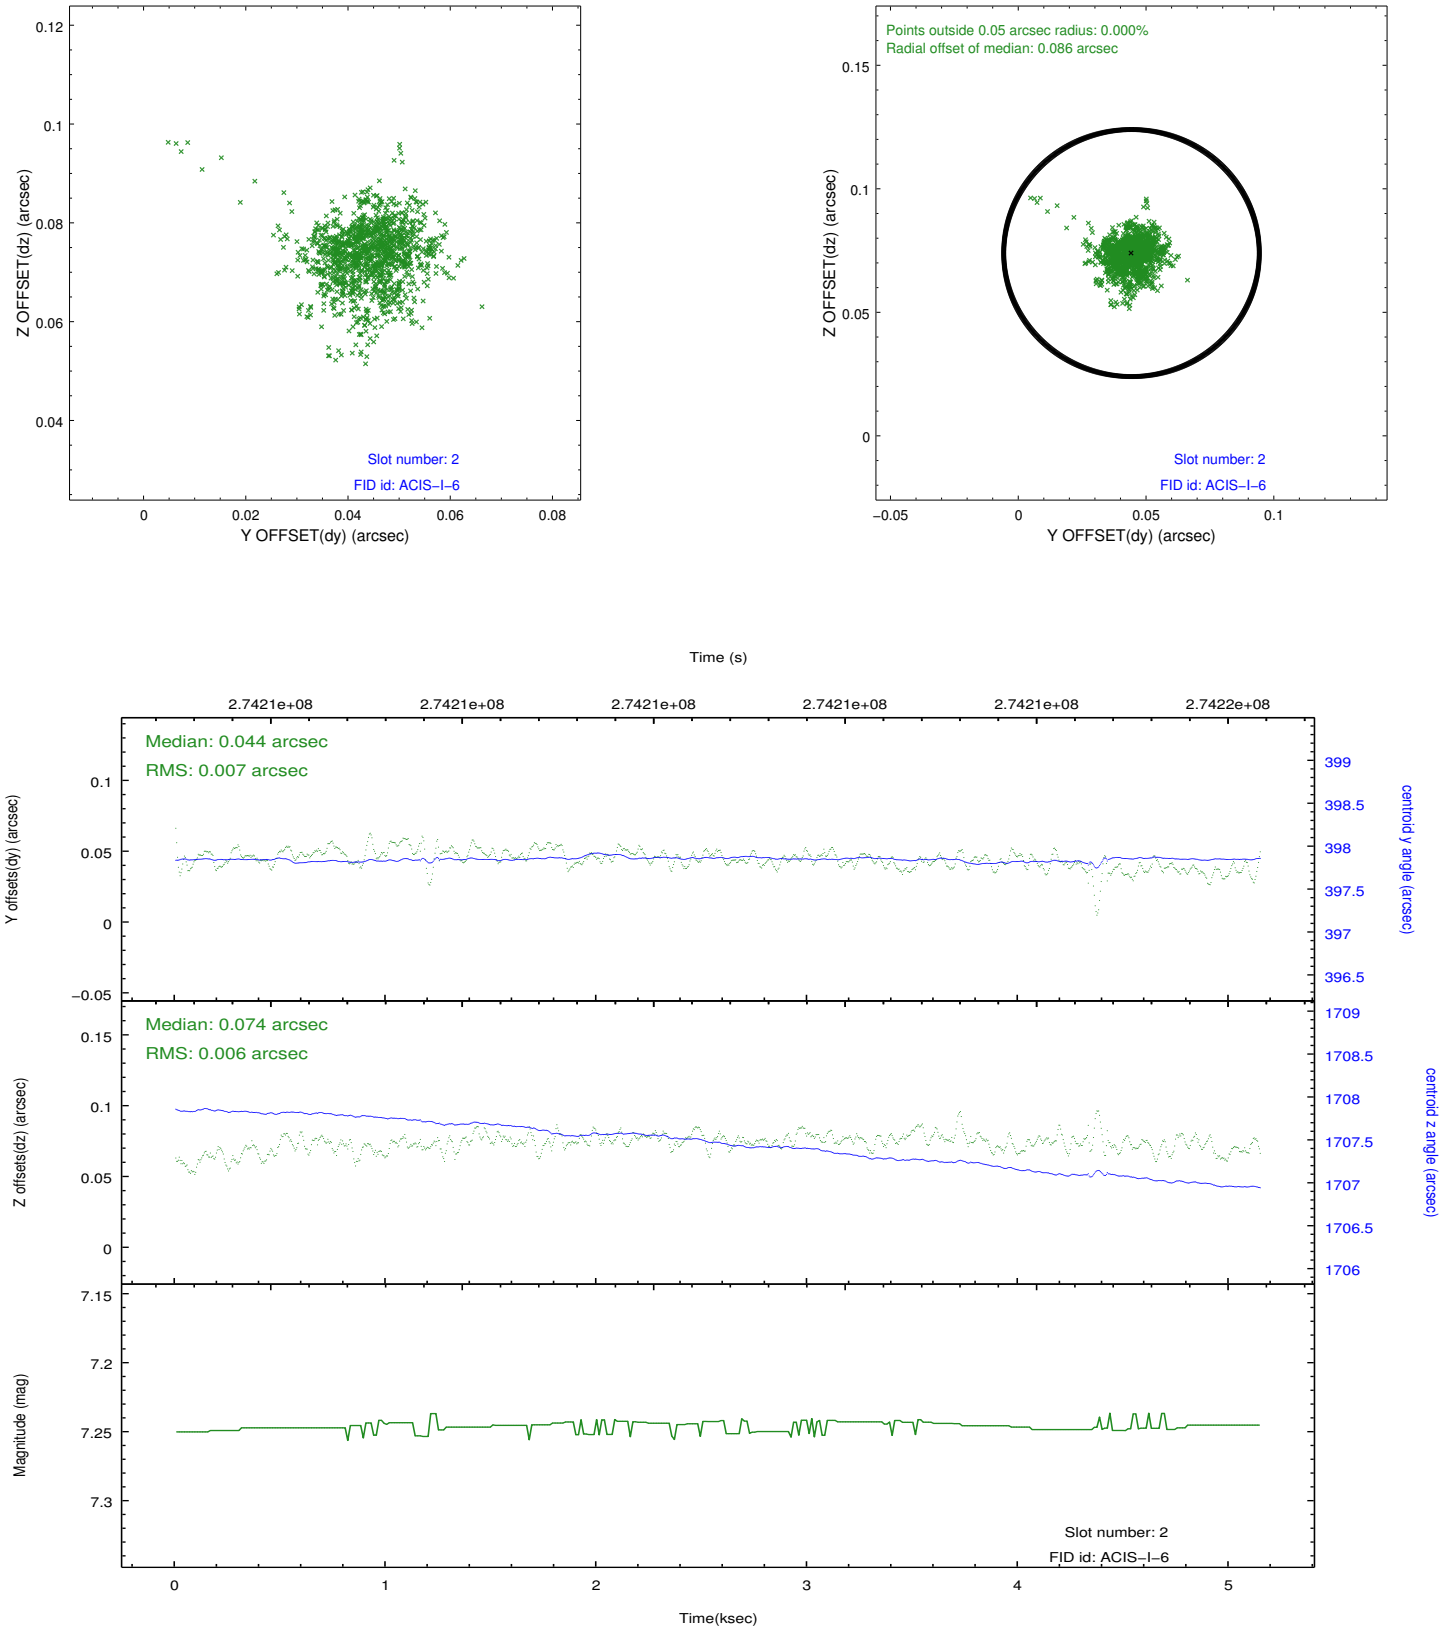 0.12
0.1
0.08
0.06
0.04
Z OFFSET(dz) (arcsec)
Slot number: 2
FID id: ACIS−I−6
0 0.02 0.04 0.06 0.08
Y OFFSET(dy) (arcsec)
Points outside 0.05 arcsec radius: 0.000%
Radial offset of median: 0.086 arcsec
0.15
0.1
0.05
0
Z OFFSET(dz) (arcsec)
Slot number: 2
FID id: ACIS−I−6
−0.05 0 0.05 0.1
Y OFFSET(dy) (arcsec)
Time (s)
2.7421e+08 2.7421e+08 2.7421e+08 2.7421e+08 2.7421e+08 2.7422e+08
Median: 0.044 arcsec
RMS: 0.007 arcsec
0.1
0.05
0
−0.05
Y offsets(dy) (arcsec)
399
398.5
398
397.5
397
396.5
centroid y angle (arcsec)
Median: 0.074 arcsec
RMS: 0.006 arcsec
0.15
0.1
0.05
0
Z offsets(dz) (arcsec)
1709
1708.5
1708
1707.5
1707
1706.5
1706
centroid z angle (arcsec)
7.15
7.2
7.25
7.3
Magnitude (mag)
Slot number: 2
FID id: ACIS−I−6
0 1 2 3 4 5
Time(ksec)